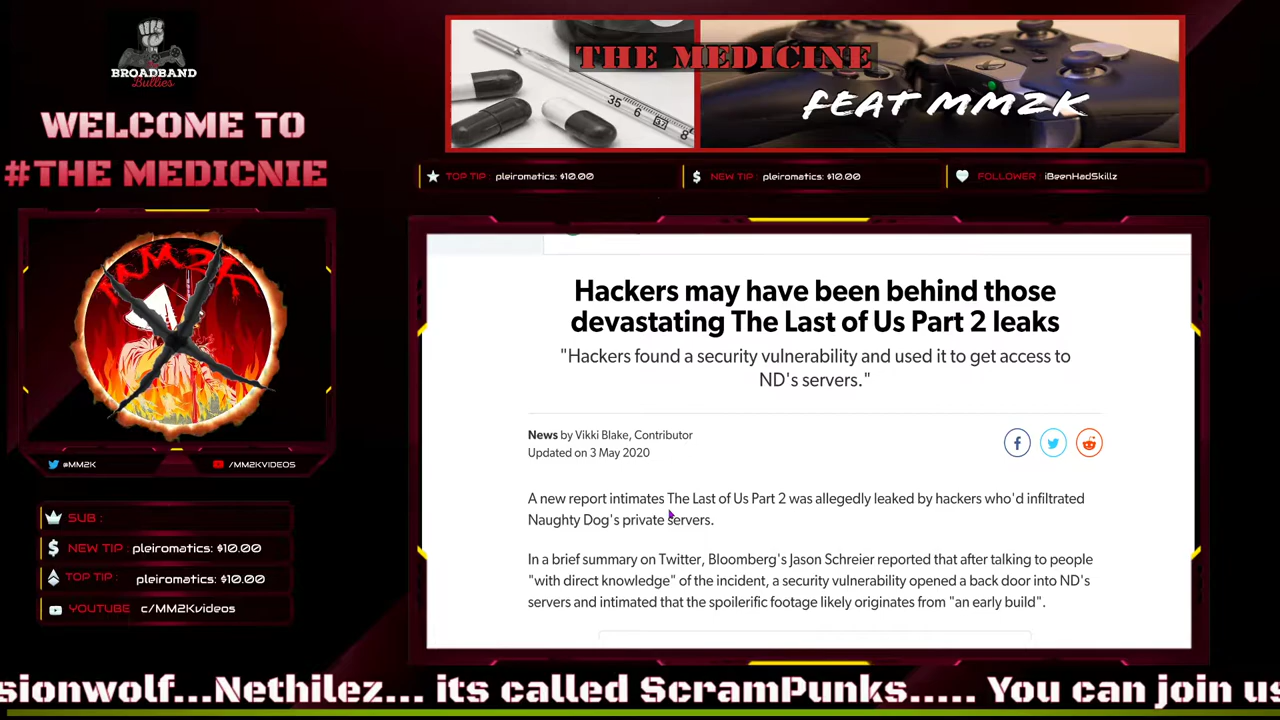 BROADBAND
Bullies
WELCOME TO
#THE MEDICNIE
THE MEDICINE
FEAT MM2K
35
6
37
8
TOP TIP : pleiromatics: $10.00
NEW TIP : pleiromatics: $10.00
FOLLOWER : iBeenHadSkillz
MM2K
@MM2K
/MM2KVIDEOS
SUB :
NEW TIP : pleiromatics: $10.00
TOP TIP : pleiromatics: $10.00
YOUTUBE c/MM2Kvideos
Hackers may have been behind those
devastating The Last of Us Part 2 leaks
"Hackers found a security vulnerability and used it to get access to
ND's servers."
News by Vikki Blake, Contributor
Updated on 3 May 2020
A new report intimates The Last of Us Part 2 was allegedly leaked by hackers who'd infiltrated
Naughty Dog's private servers.
In a brief summary on Twitter, Bloomberg's Jason Schreier reported that after talking to people
"with direct knowledge" of the incident, a security vulnerability opened a back door into ND's
servers and intimated that the spoilerific footage likely originates from "an early build".
sionwolf...Nethilez... its called ScramPunks..... You can join us